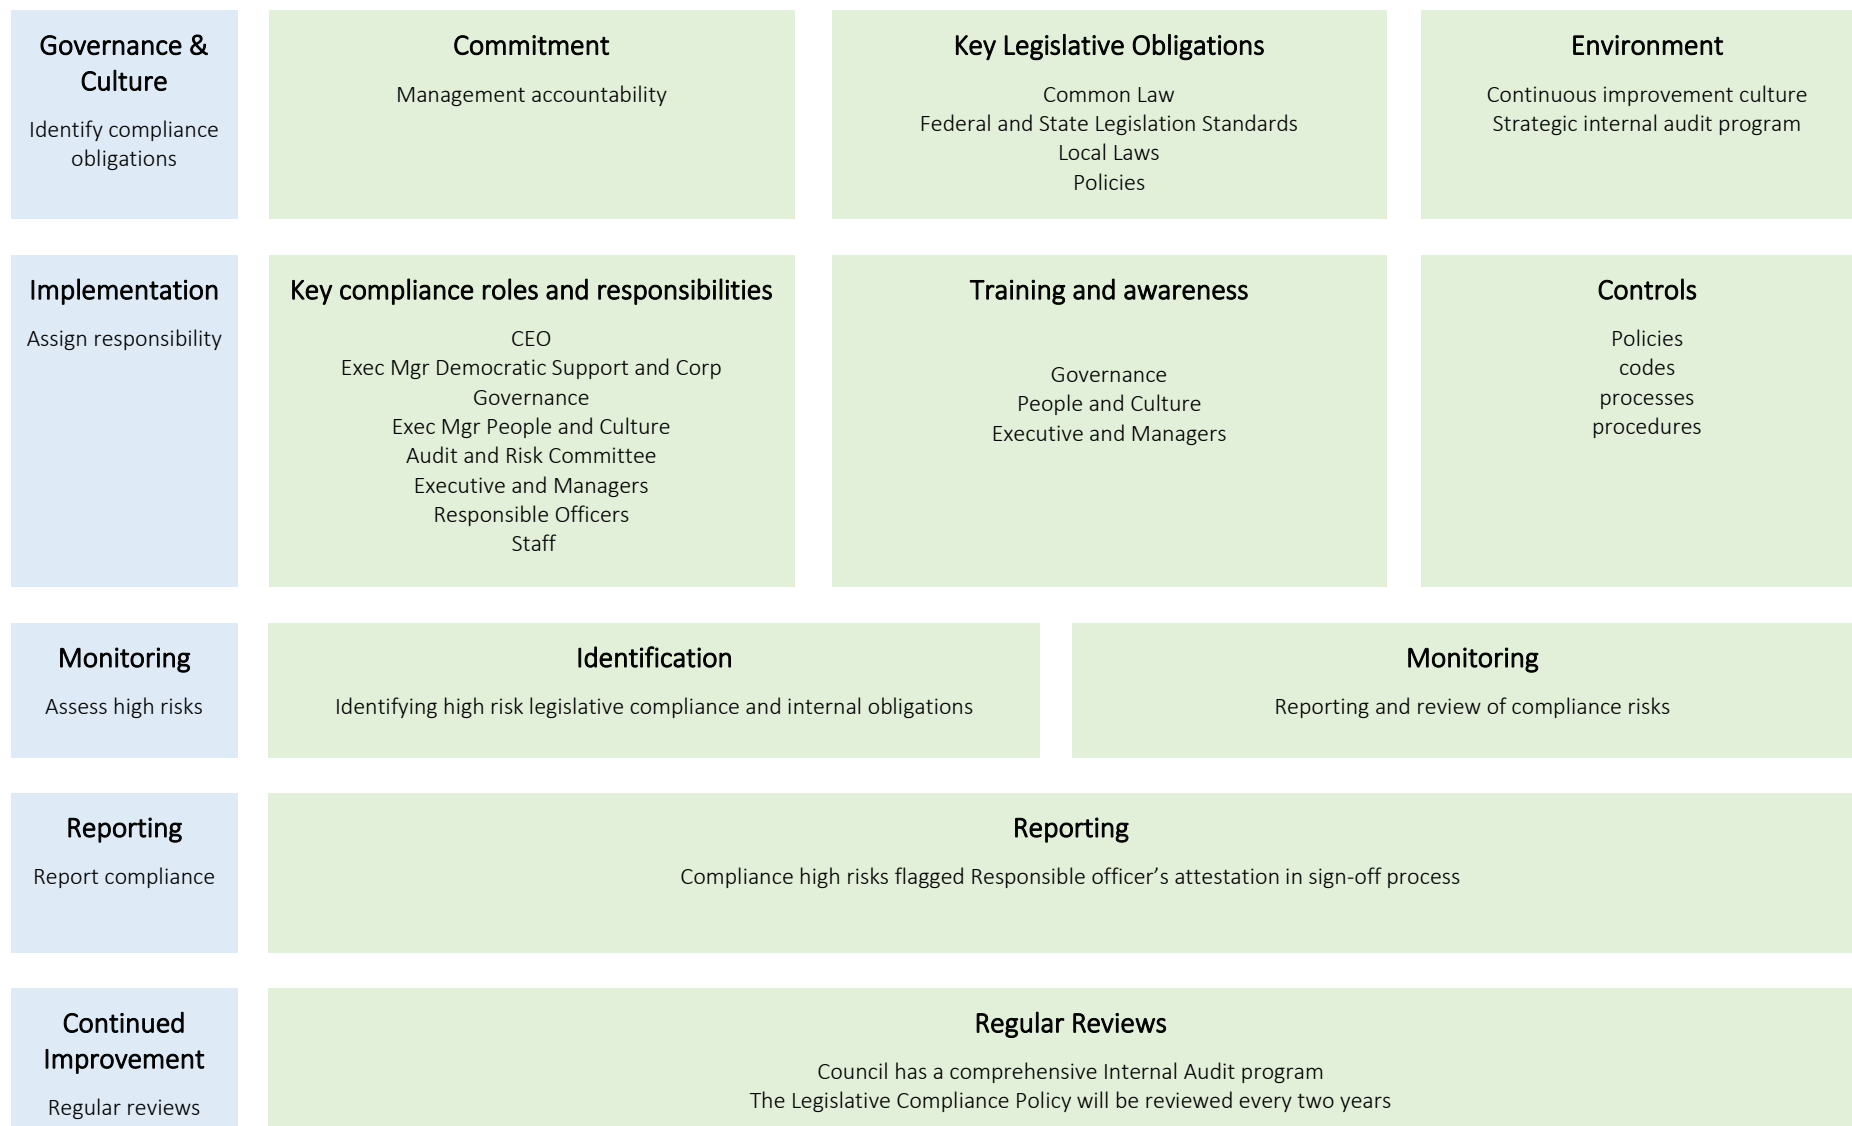 Governance &
Culture
Identify compliance
obligations
Commitment
Management accountability
Key Legislative Obligations
Common Law
Federal and State Legislation Standards
Local Laws
Policies
Environment
Continuous improvement culture
Strategic internal audit program
Implementation
Assign responsibility
Key compliance roles and responsibilities
CEO
Exec Mgr Democratic Support and Corp
Governance
Exec Mgr People and Culture
Audit and Risk Committee
Executive and Managers
Responsible Officers
Staff
Training and awareness
Governance
People and Culture
Executive and Managers
Controls
Policies
codes
processes
procedures
Monitoring
Assess high risks
Identification
Identifying high risk legislative compliance and internal obligations
Monitoring
Reporting and review of compliance risks
Reporting
Report compliance
Reporting
Compliance high risks flagged Responsible officer’s attestation in sign-off process
Continued
Improvement
Regular reviews
Regular Reviews
Council has a comprehensive Internal Audit program
The Legislative Compliance Policy will be reviewed every two years